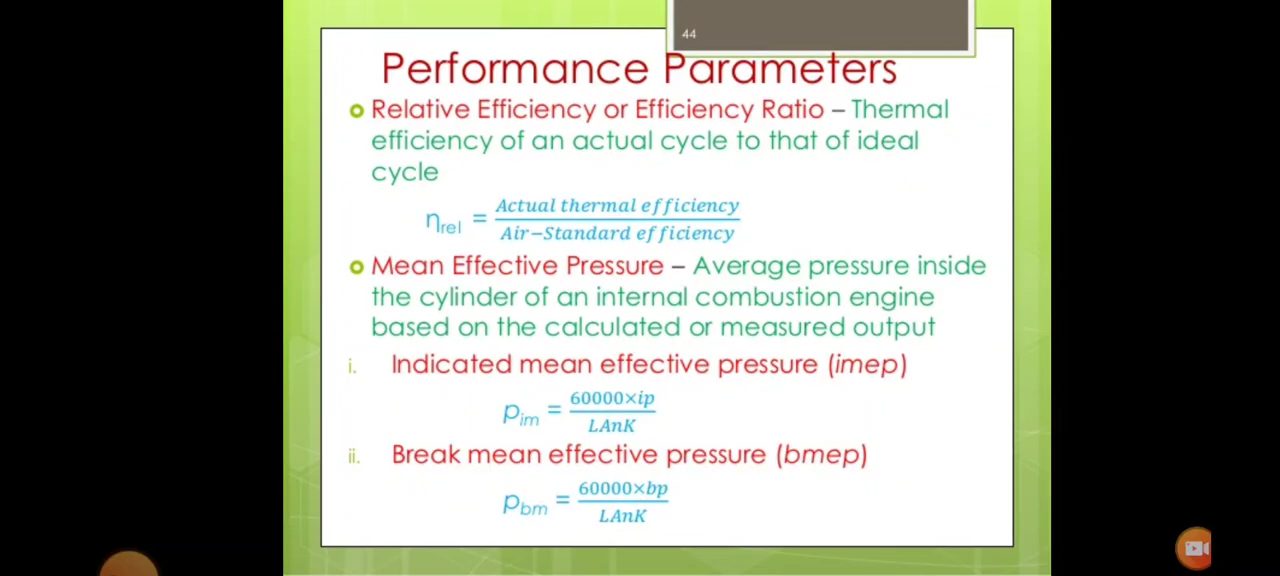 44
Performance Parameters
Relative Efficiency or Efficiency Ratio – Thermal
efficiency of an actual cycle to that of ideal
cycle
ηrel = Actual thermal efficiency / Air−Standard efficiency
Mean Effective Pressure – Average pressure inside
the cylinder of an internal combustion engine
based on the calculated or measured output
i. Indicated mean effective pressure (imep)
pim = 60000×ip / LAnK
ii. Break mean effective pressure (bmep)
pbm = 60000×bp / LAnK